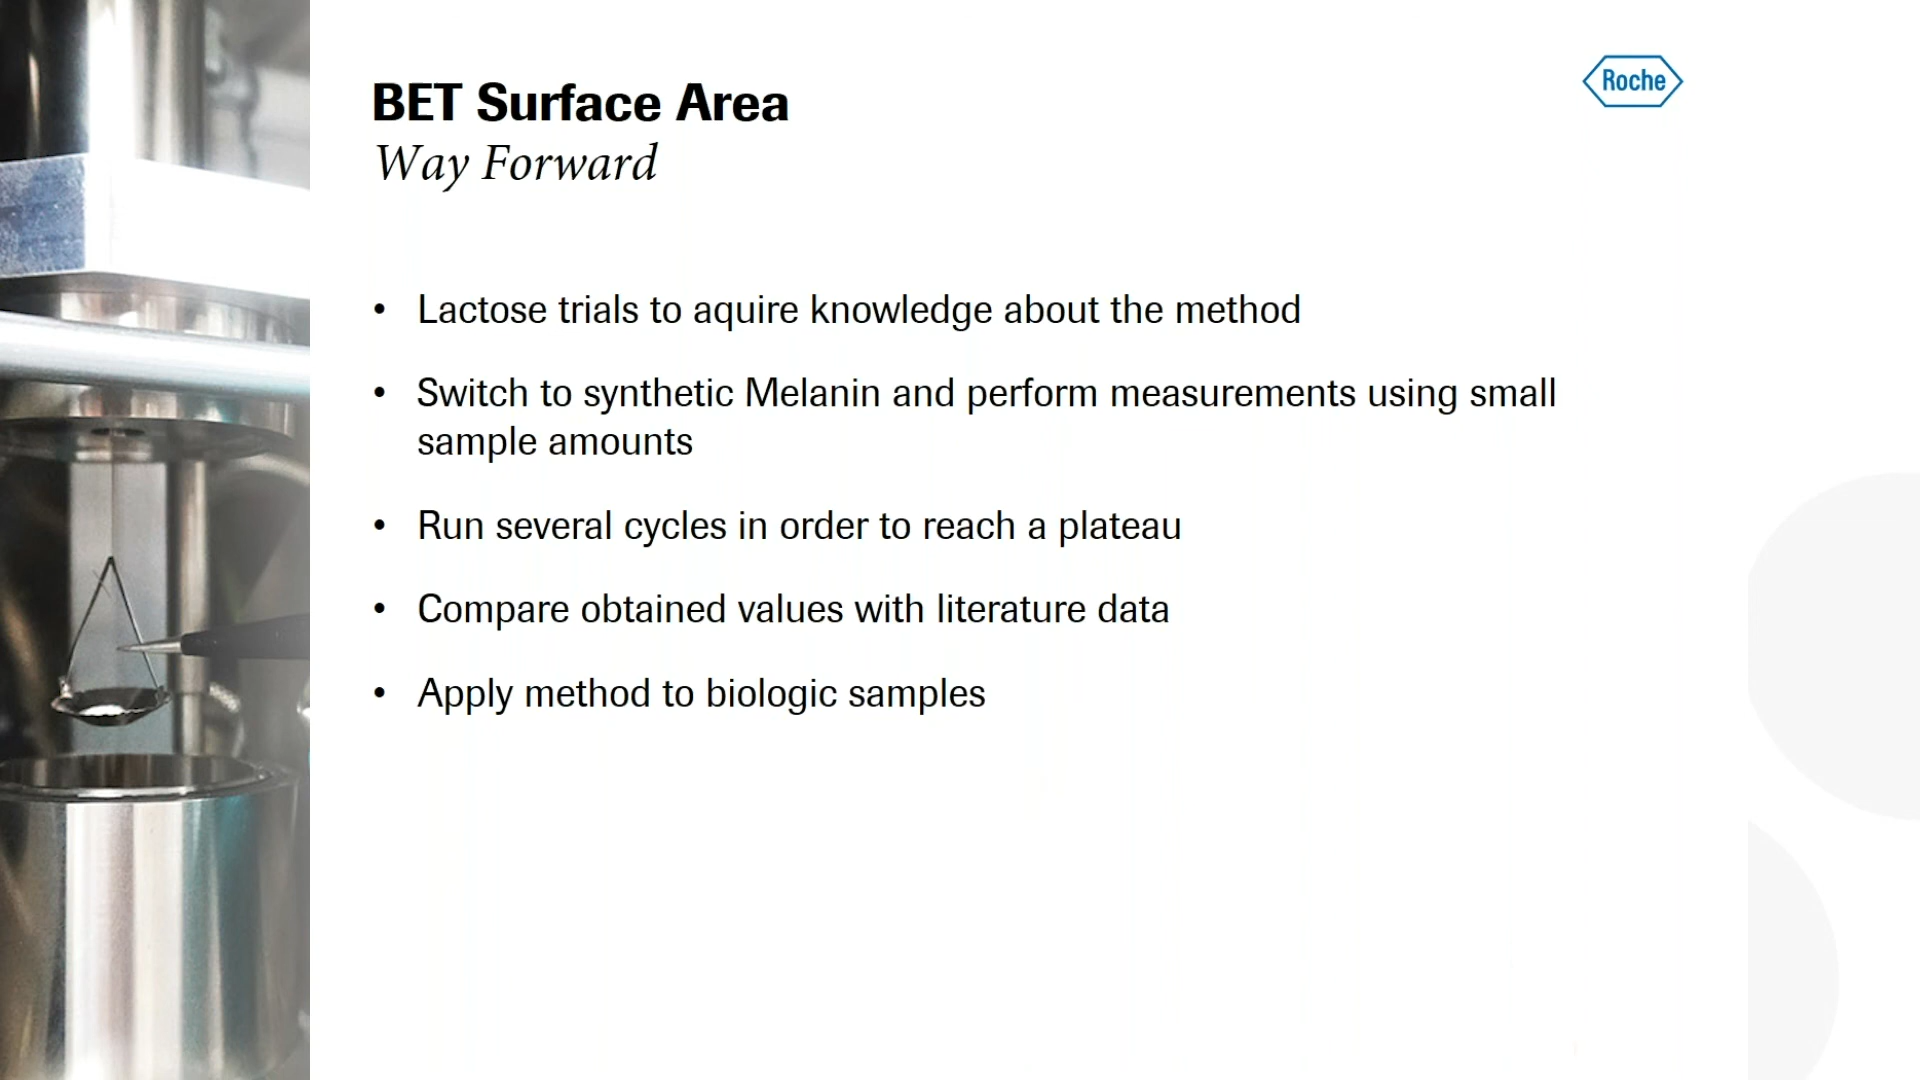 BET Surface Area
Roche
Way Forward
• Lactose trials to aquire knowledge about the method
• Switch to synthetic Melanin and perform measurements using small
sample amounts
• Run several cycles in order to reach a plateau
• Compare obtained values with literature data
• Apply method to biologic samples